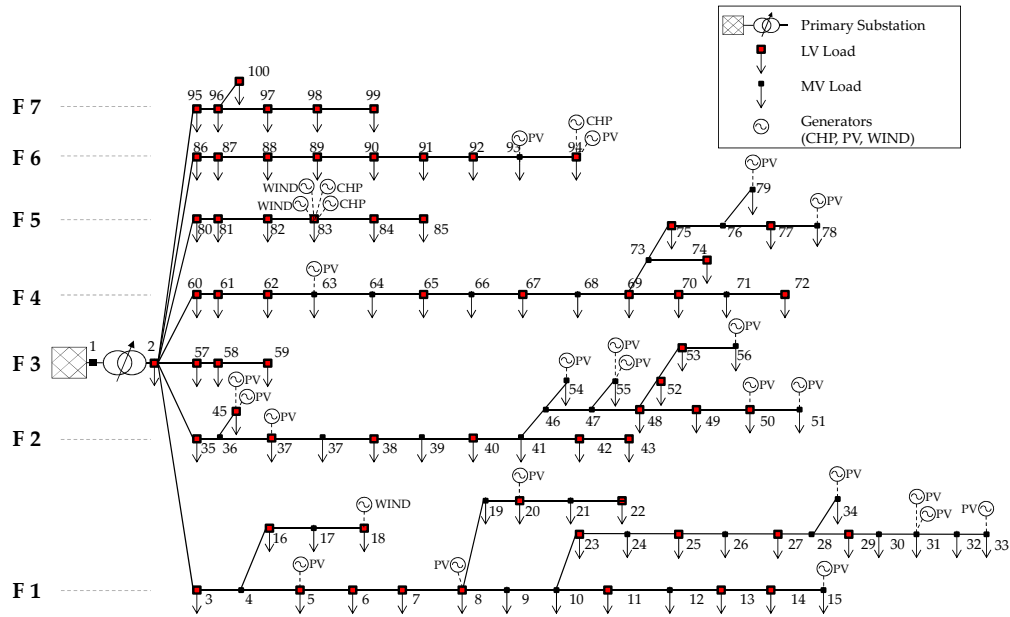 Primary Substation
LV Load
MV Load
Generators
(CHP, PV, WIND)
100
F 7
95 96 97 98 99
F 6
86 87 88 89 90 91 92 93 94
PV CHP PV
F 5
80 81 82 83 84 85
WIND CHP
WIND CHP
PV 79 PV
75 76 77 78
73 74
F 4
60 61 62 63 64 65 66 67 68 69 70 71 72
PV
1 2
F 3
57 58 59
PV
53 56
PV PV PV
54 55 52
PV PV
46 47 48 49 50 51
PV
PV
45 PV
F 2
35 36 37 37 38 39 40 41 42 43
PV
19 20 21 22
WIND
16 17 18
PV PV
34 PV PV
23 24 25 26 27 28 29 30 31 32 33
PV PV PV
F 1
3 4 5 6 7 8 9 10 11 12 13 14 15